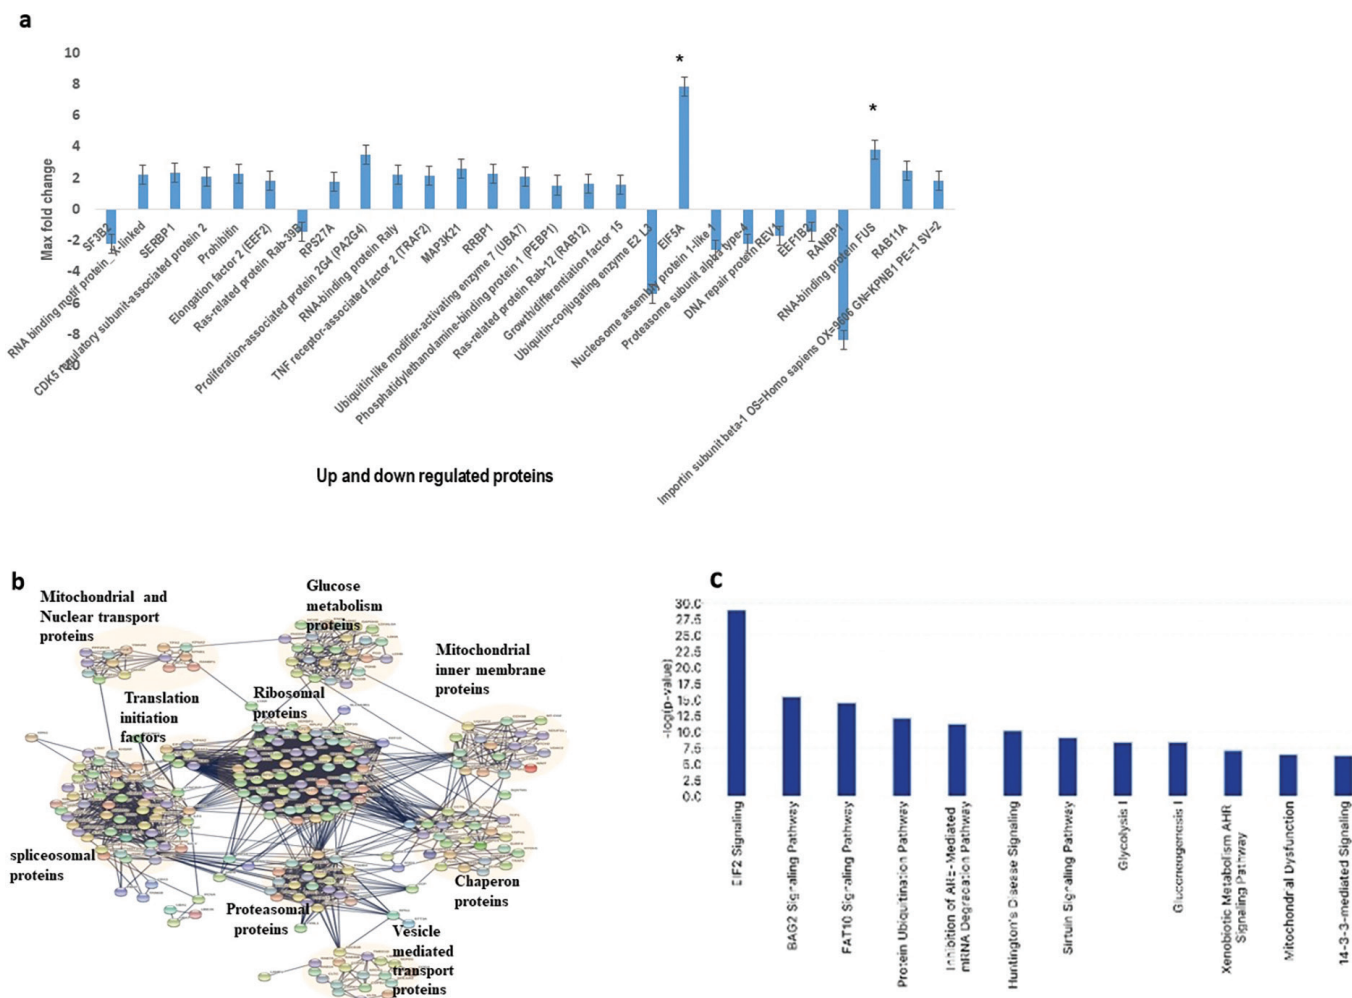 a
10
8
6
4
2
0
-2
-4
-6
-8
-10
Max fold change
SF3B2
RNA binding motif protein_ X-linked
SERBP1
CDK5 regulatory subunit-associated protein 2
Prohibitin
Elongation factor 2 (EEF2)
Ras-related protein Rab-39B
RPS27A
Proliferation-associated protein 2G4 (PA2G4)
RNA-binding protein Raly
TNF receptor-associated factor 2 (TRAF2)
MAP3K21
RRBP1
Ubiquitin-like modifier-activating enzyme 7 (UBA7)
Phosphatidylethanolamine-binding protein 1 (PEBP1)
Ras-related protein Rab-12 (RAB12)
Growth/differentiation factor 15
Ubiquitin-conjugating enzyme E2 L3
EIF5A
Nucleosome assembly protein 1-like 1
Proteasome subunit alpha type-4
DNA repair protein REV1
EEF1B2
RANBP1
RNA-binding protein FUS
RAB11A
Importin subunit beta-1 OS=Homo sapiens OX=9606 GN=KPNB1 PE=1 SV=2
*
*
Up and down regulated proteins
b
Mitochondrial and
Nuclear transport
proteins
Glucose
metabolism
proteins
Mitochondrial
inner membrane
proteins
Translation
initiation
factors
Ribosomal
proteins
spliceosomal
proteins
Chaperon
proteins
Proteasomal
proteins
Vesicle
mediated
transport
proteins
c
30.0
27.5
25.0
22.5
20.0
17.5
15.0
12.5
10.0
7.5
5.0
2.5
0.0
-log(p-value)
EIF2 Signaling
BAG2 Signaling Pathway
FAT10 Signaling Pathway
Protein Ubiquitination Pathway
Inhibition of ARE-Mediated
mRNA Degradation Pathway
Huntington's Disease Signaling
Sirtuin Signaling Pathway
Glycolysis I
Gluconeogenesis I
Xenobiotic Metabolism AHR
Signaling Pathway
Mitochondrial Dysfunction
14-3-3-mediated Signaling